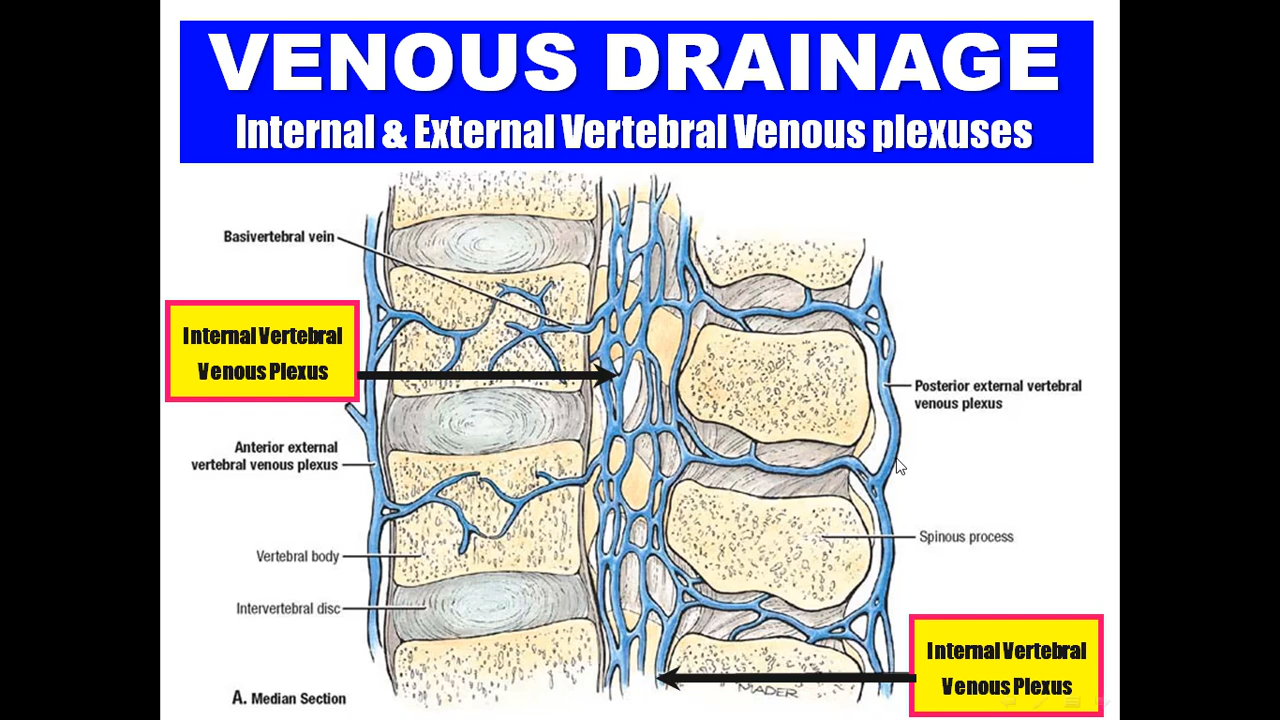 VENOUS DRAINAGE
Internal & External Vertebral Venous plexuses
Basivertebral vein
Internal Vertebral
Venous Plexus
Posterior external vertebral
venous plexus
Anterior external
vertebral venous plexus
Spinous process
Vertebral body
Intervertebral disc
Internal Vertebral
Venous Plexus
MADER
A. Median Section